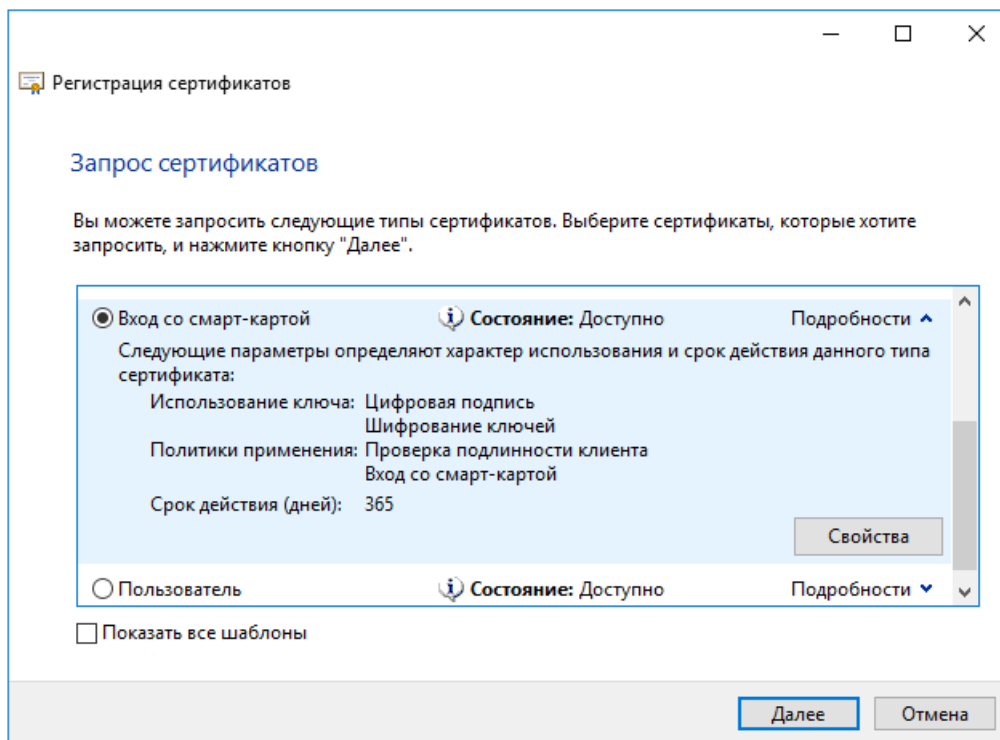 Регистрация сертификатов
Запрос сертификатов
Вы можете запросить следующие типы сертификатов. Выберите сертификаты, которые хотите
запросить, и нажмите кнопку "Далее".
Вход со смарт-картой Состояние: Доступно Подробности
Следующие параметры определяют характер использования и срок действия данного типа
сертификата:
Использование ключа: Цифровая подпись
Шифрование ключей
Политики применения: Проверка подлинности клиента
Вход со смарт-картой
Срок действия (дней): 365
Свойства
Пользователь Состояние: Доступно Подробности
Показать все шаблоны
Далее Отмена